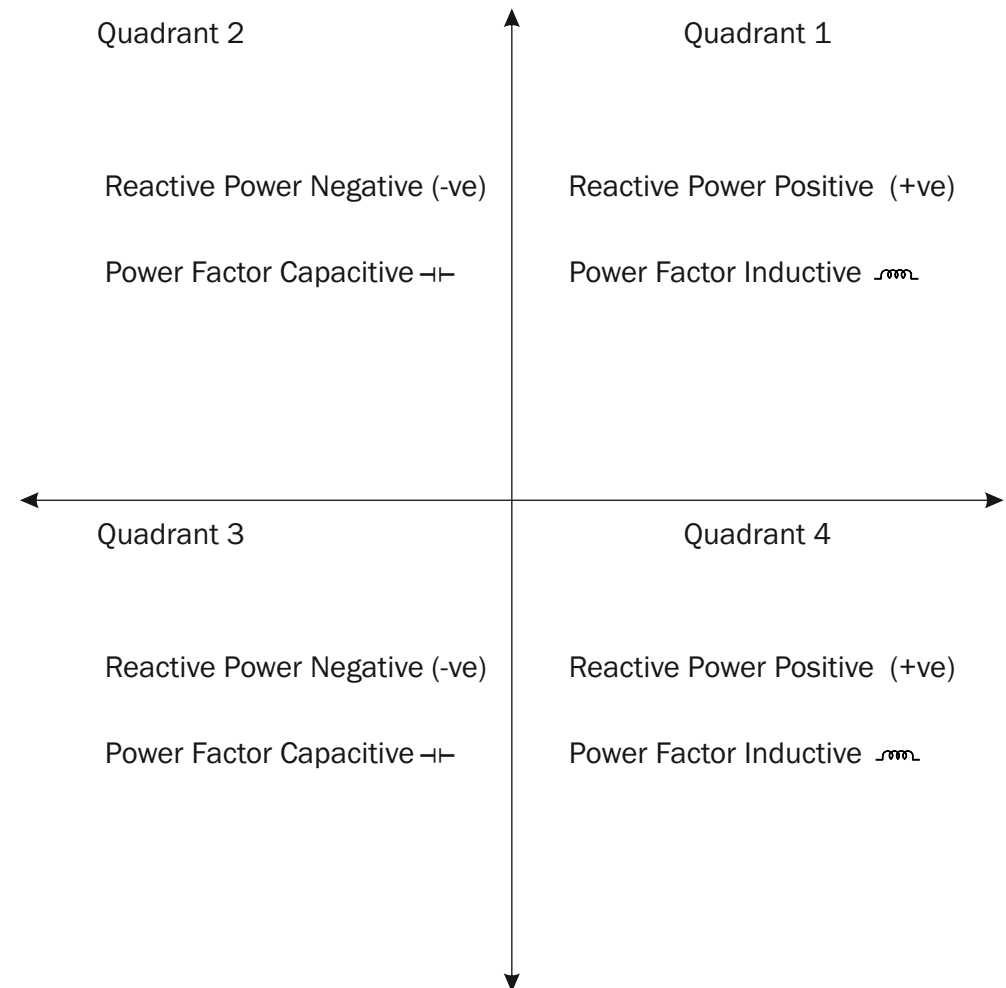 Quadrant 2
Quadrant 1
Reactive Power Negative (-ve)
Reactive Power Positive (+ve)
Power Factor Capacitive
Power Factor Inductive
Quadrant 3
Quadrant 4
Reactive Power Negative (-ve)
Reactive Power Positive (+ve)
Power Factor Capacitive
Power Factor Inductive